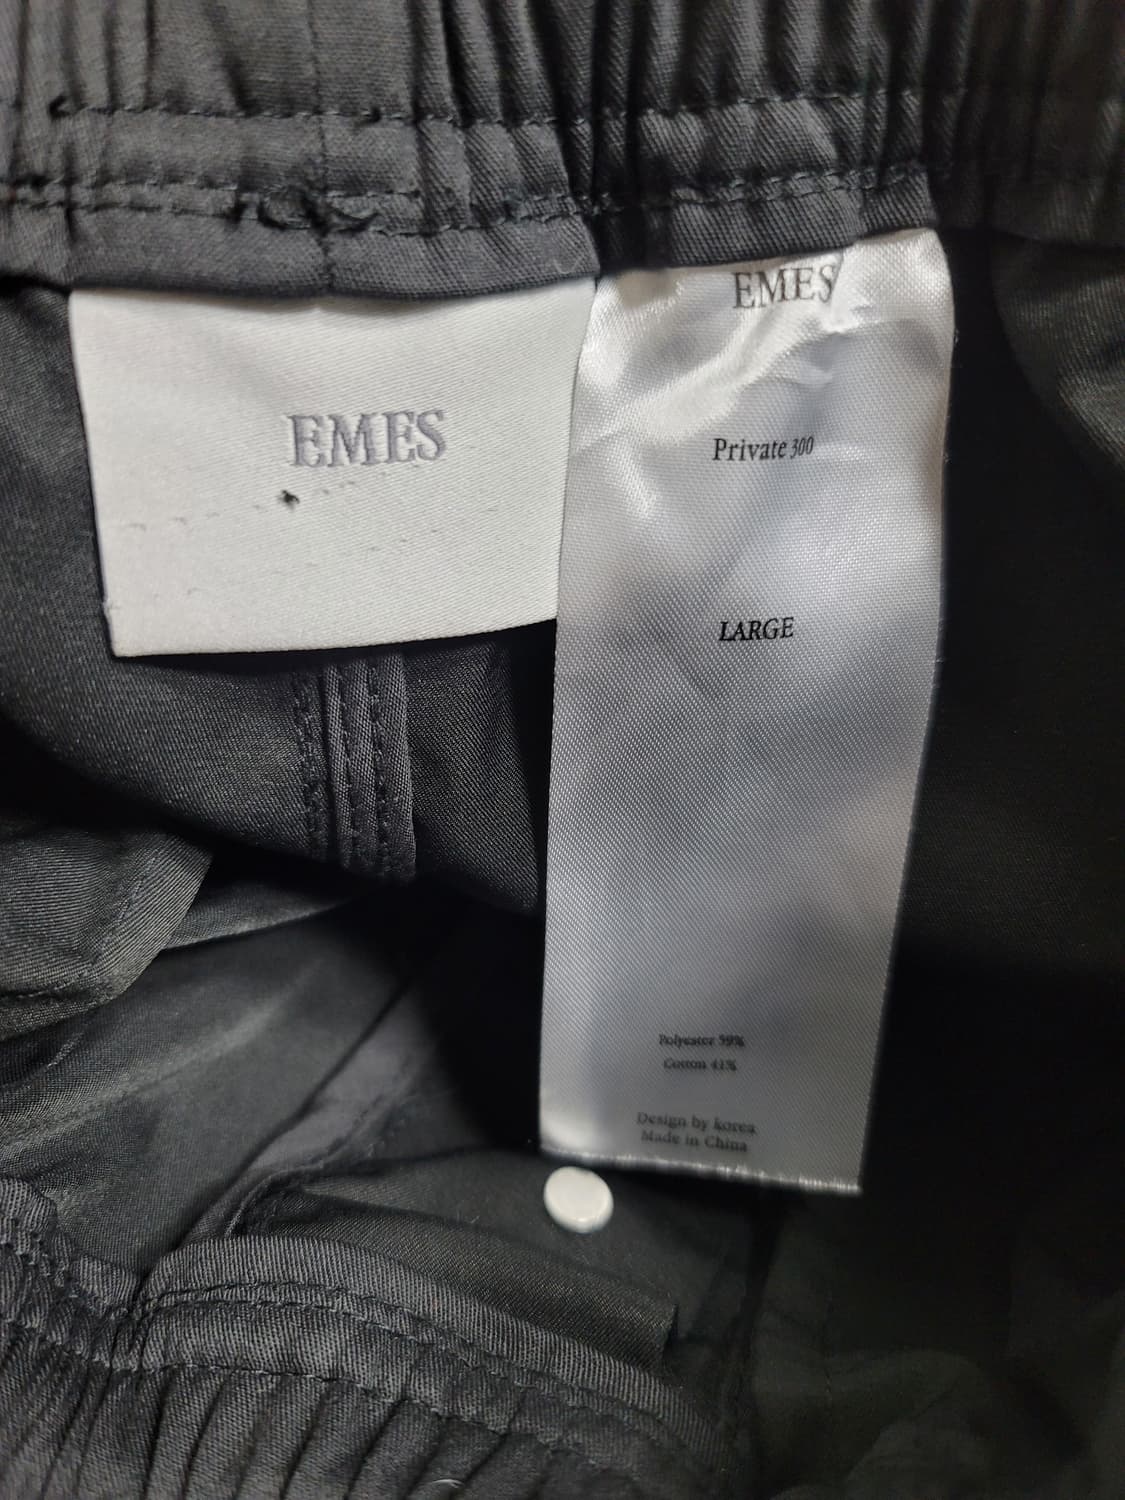 EMES
EMES
Private 300
LARGE
Polyester 59%
Cotton 41%
Design by korea
Made in China